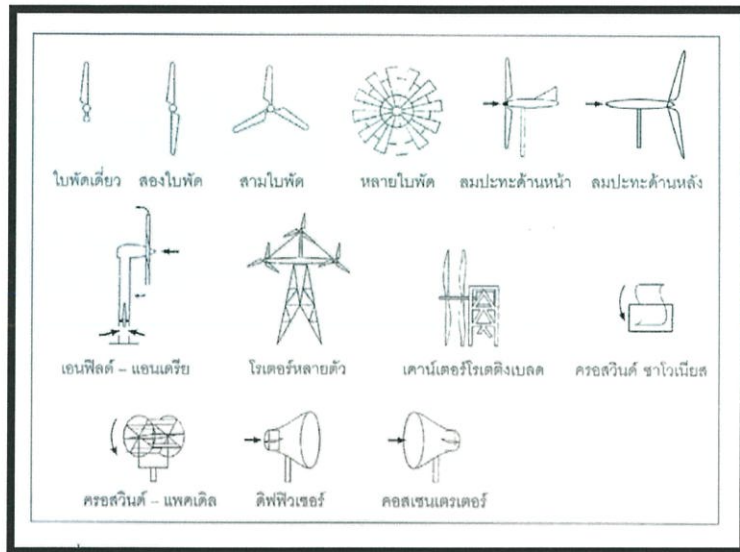 ใบพัดเดี่ยว สองใบพัด สามใบพัด หลายใบพัด ลมปะทะด้านหน้า ลมปะทะด้านหลัง
เอนฟิลด์ – แอนเดรีย โรเตอร์หลายตัว เคาน์เตอร์โรเตติงเบลด ครอสวินด์ ซาโวเนียส
ครอสวินด์ – แพดเดิล ดิฟฟิวเซอร์ คอสเซนเตรเตอร์